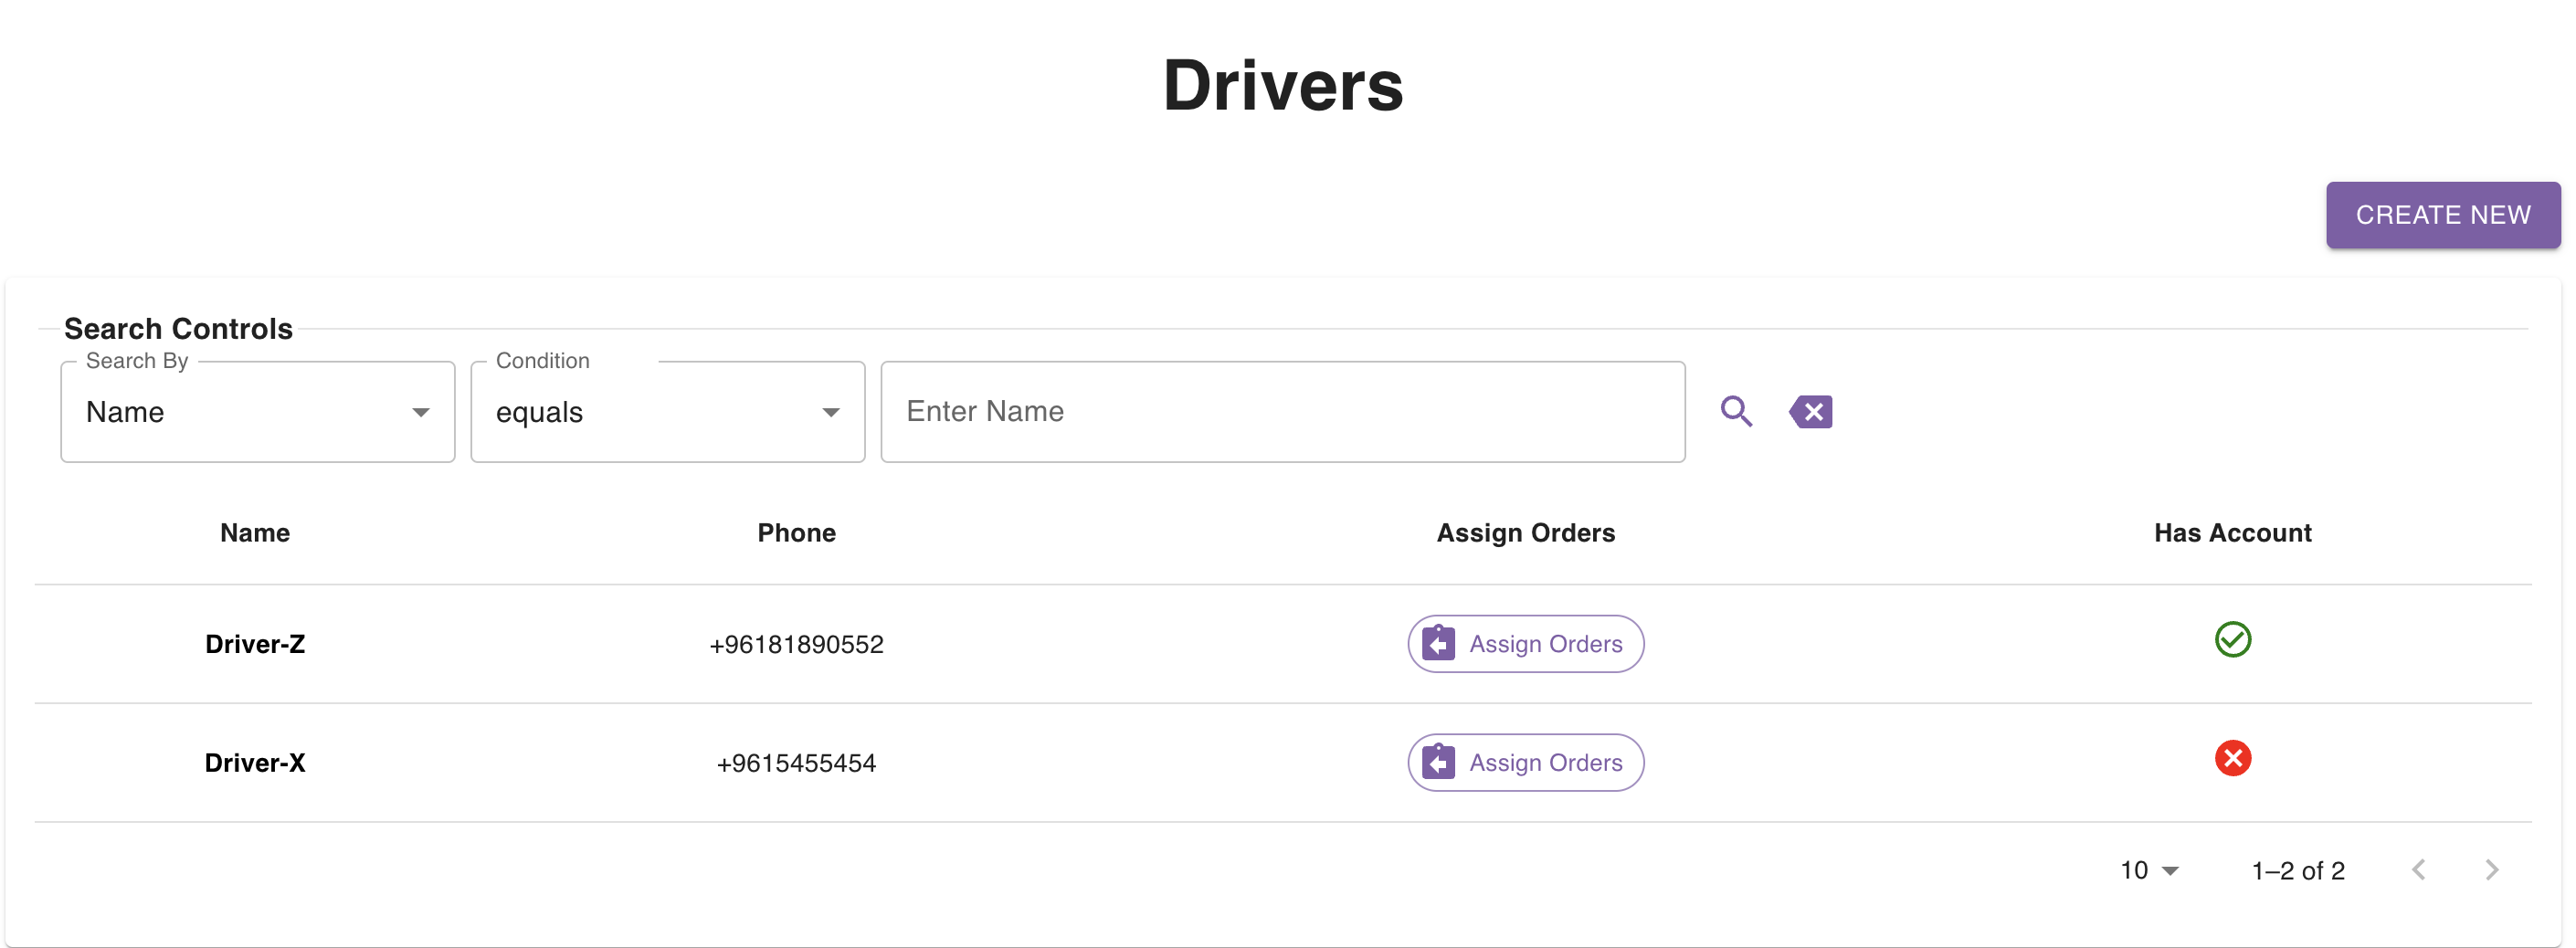 Drivers
CREATE NEW
Search Controls
Search By
Condition
Name
equals
Enter Name
Name Phone Assign Orders Has Account
Driver-Z +96181890552 Assign Orders
Driver-X +9615455454 Assign Orders
10 1–2 of 2